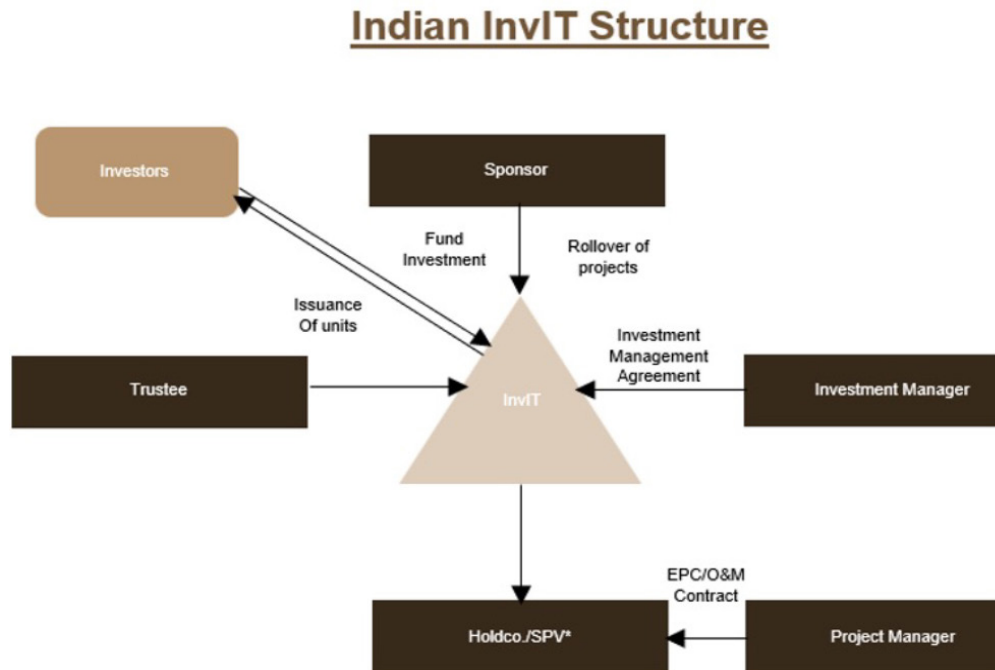 Indian InvIT Structure
Investors
Sponsor
Fund
Investment
Rollover of
projects
Issuance
Of units
Investment
Management
Agreement
Trustee
InvIT
Investment Manager
EPC/O&M
Contract
Holdco./SPV*
Project Manager